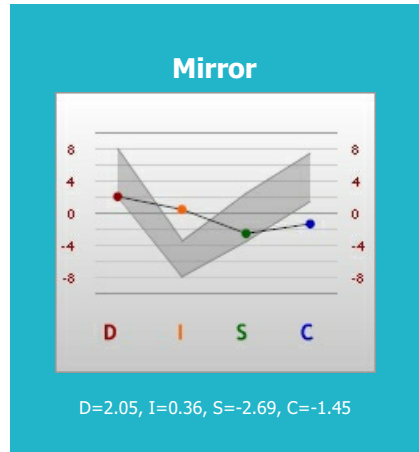 Mirror
8 8
4 4
0 0
-4 -4
-8 -8
D I S C
D=2.05, I=0.36, S=-2.69, C=-1.45